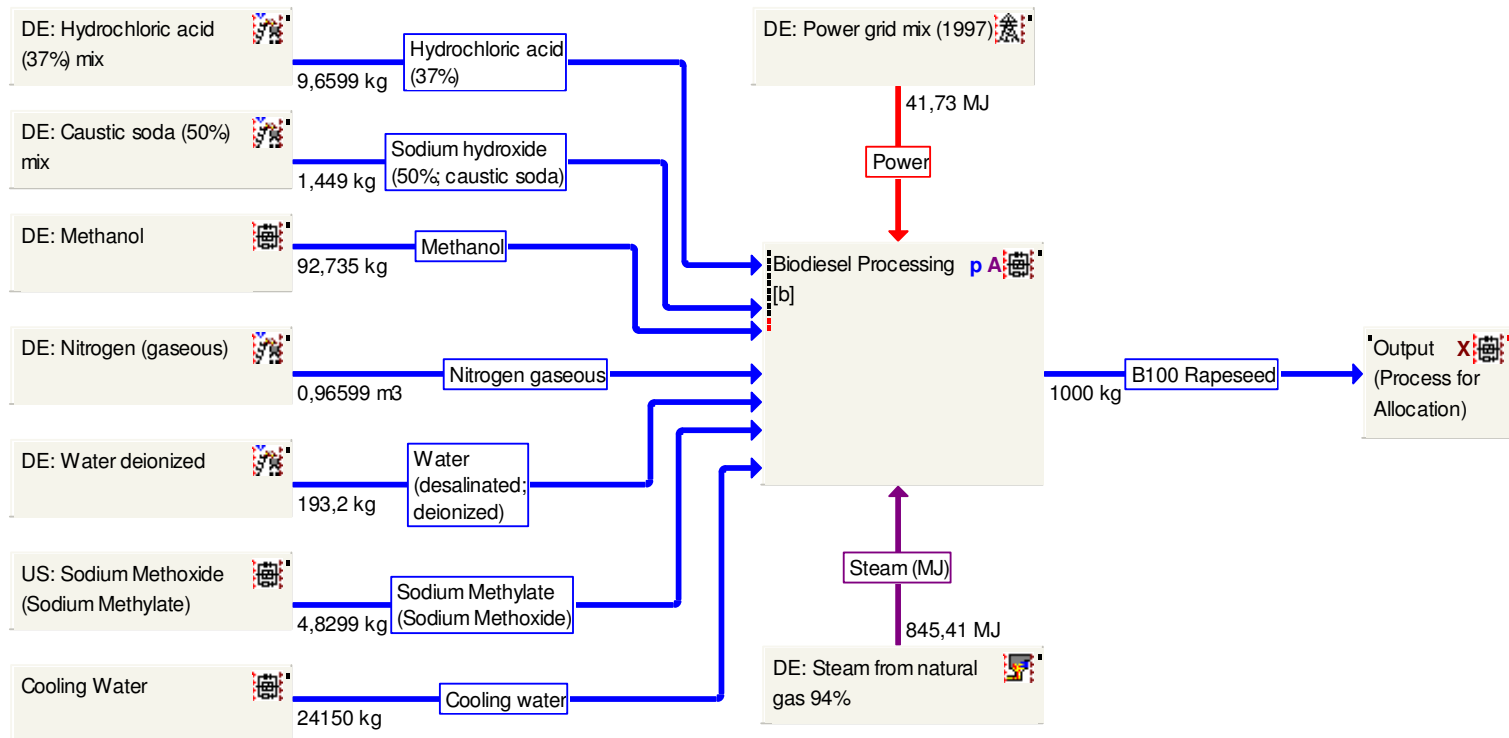 DE: Hydrochloric acid
(37%) mix
9,6599 kg
Hydrochloric acid
(37%)
DE: Power grid mix (1997)
41,73 MJ
Power
DE: Caustic soda (50%)
mix
1,449 kg
Sodium hydroxide
(50%; caustic soda)
DE: Methanol
92,735 kg
Methanol
Biodiesel Processing p A
[b]
DE: Nitrogen (gaseous)
0,96599 m3
Nitrogen gaseous
1000 kg
B100 Rapeseed
Output X
(Process for
Allocation)
DE: Water deionized
193,2 kg
Water
(desalinated;
deionized)
US: Sodium Methoxide
(Sodium Methylate)
4,8299 kg
Sodium Methylate
(Sodium Methoxide)
Steam (MJ)
845,41 MJ
DE: Steam from natural
gas 94%
Cooling Water
24150 kg
Cooling water